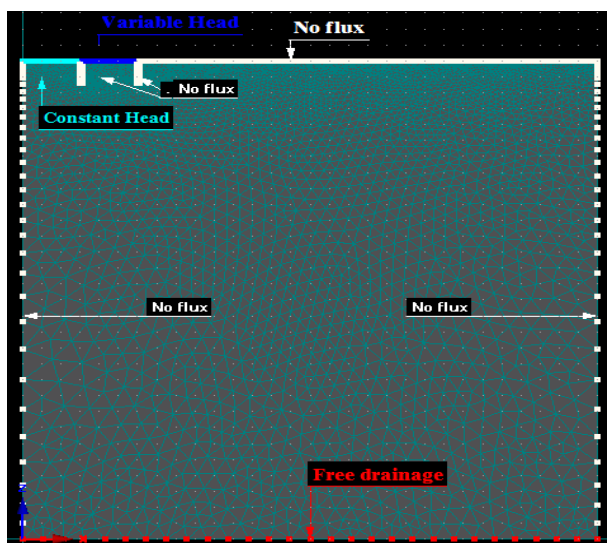 Variable Head
No flux
. No flux
Constant Head
No flux
No flux
Free drainage
Z